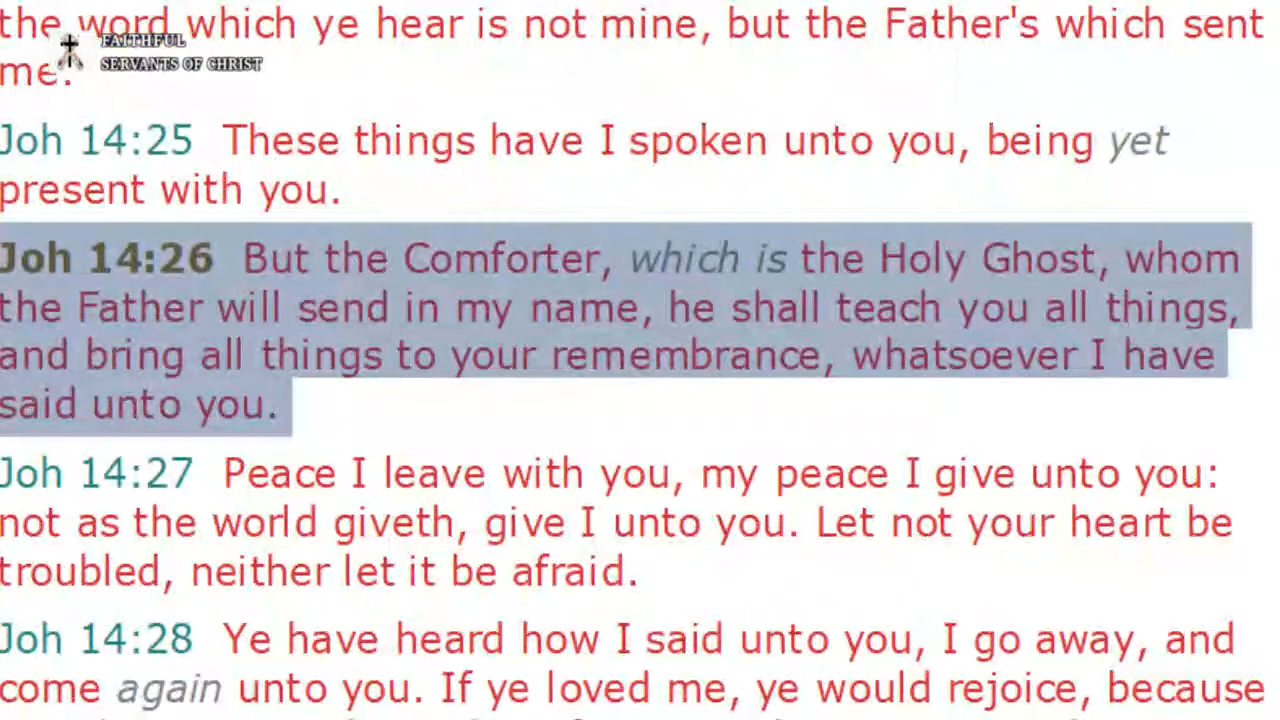 the word which ye hear is not mine, but the Father's which sent
me.
FAITHFUL
SERVANTS OF CHRIST
Joh 14:25 These things have I spoken unto you, being yet
present with you.
Joh 14:26 But the Comforter, which is the Holy Ghost, whom
the Father will send in my name, he shall teach you all things,
and bring all things to your remembrance, whatsoever I have
said unto you.
Joh 14:27 Peace I leave with you, my peace I give unto you:
not as the world giveth, give I unto you. Let not your heart be
troubled, neither let it be afraid.
Joh 14:28 Ye have heard how I said unto you, I go away, and
come again unto you. If ye loved me, ye would rejoice, because